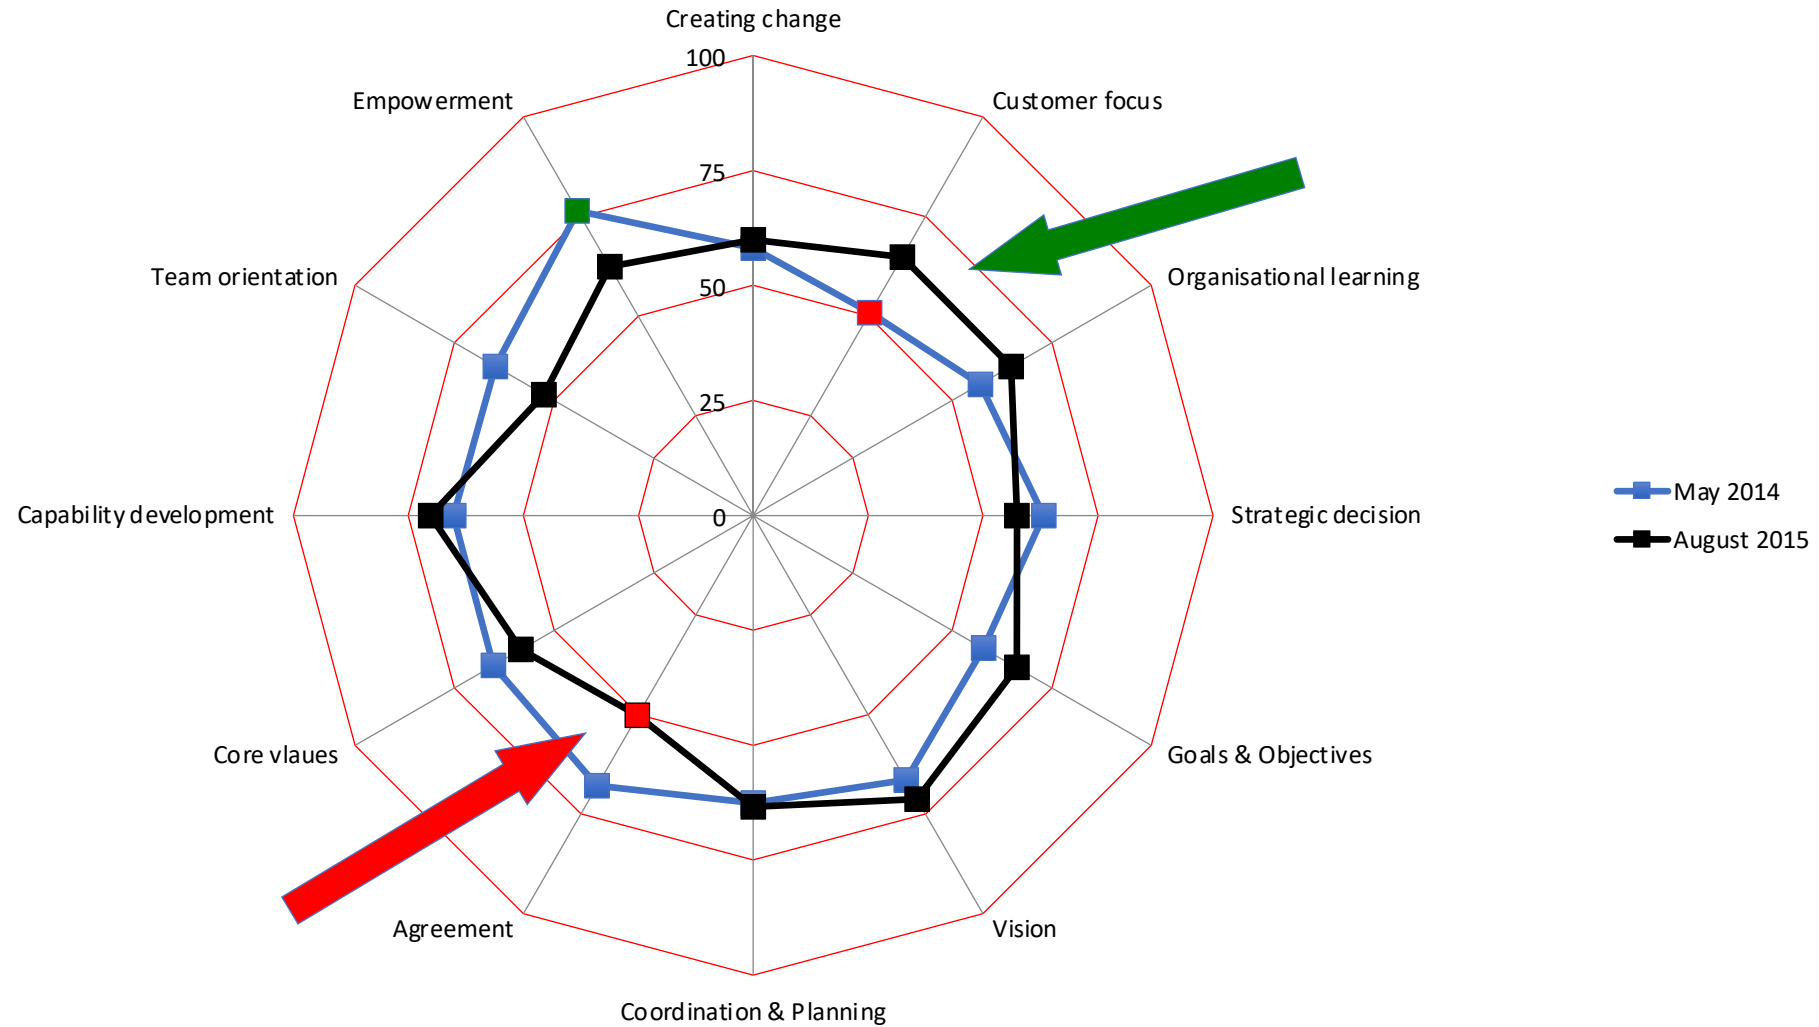 Creating change
100
Empowerment
Customer focus
75
Team orientation
Organisational learning
50
25
Capability development
0
Strategic decision
May 2014
August 2015
Core vlaues
Goals & Objectives
Agreement
Vision
Coordination & Planning